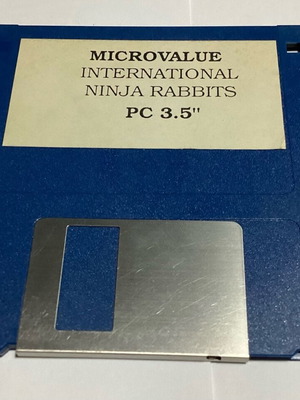 MICROVALUE
INTERNATIONAL
NINJA RABBITS
PC 3.5"